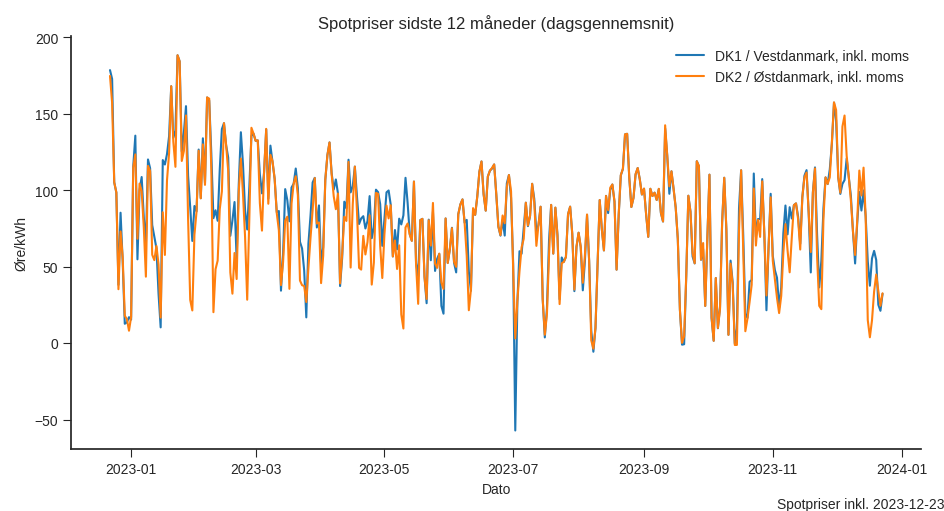 Spotpriser sidste 12 måneder (dagsgennemsnit)
DK1 / Vestdanmark, inkl. moms
DK2 / Østdanmark, inkl. moms
Øre/kWh
200
150
100
50
0
−50
2023-01
2023-03
2023-05
2023-07
2023-09
2023-11
2024-01
Dato
Spotpriser inkl. 2023-12-23